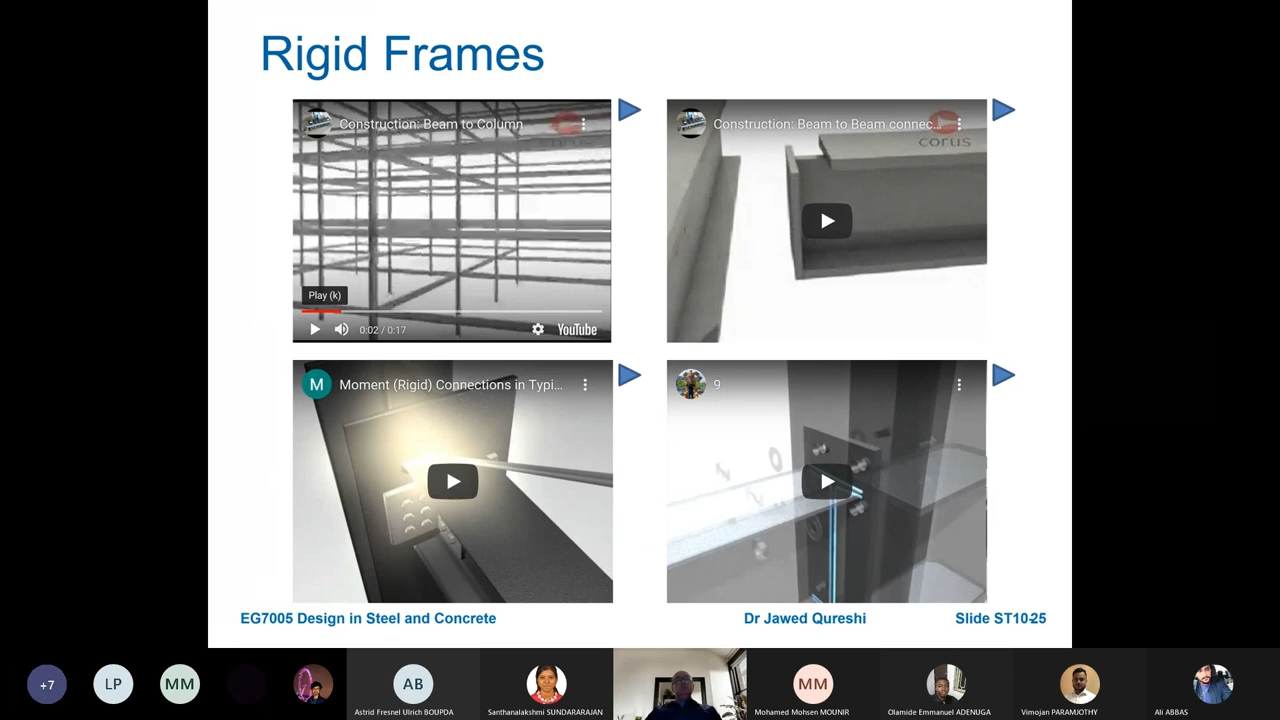 Rigid Frames
Construction: Beam to Column
corus
Play (k)
0:02 / 0:17
YouTube
Construction: Beam to Beam connec...
corus
M
Moment (Rigid) Connections in Typi...
9
EG7005 Design in Steel and Concrete
Dr Jawed Qureshi
Slide ST10-25
+7
LP
MM
AB
MM
Astrid Fresnel Ulrich BOUPDA
Santhanalakshmi SUNDARARAJAN
Mohamed Mohsen MOUNIR
Olamide Emmanuel ADENUGA
Vimojan PARAMJOTHY
Ali ABBAS